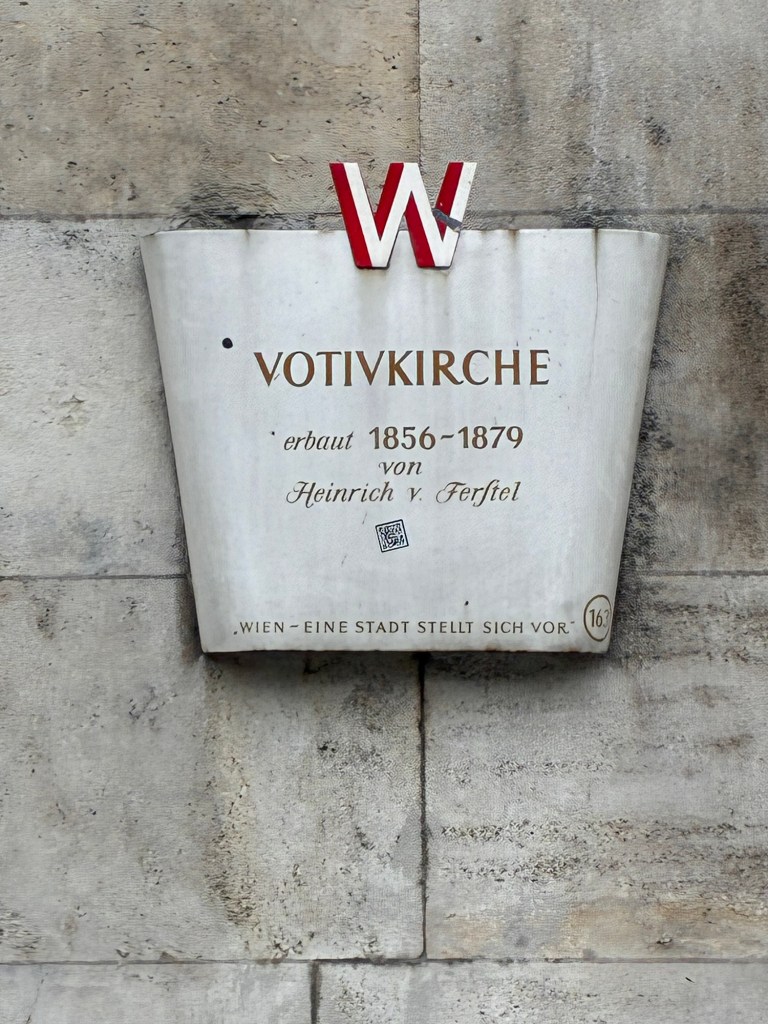 W
VOTIVKIRCHE
erbaut 1856-1879
von
Heinrich v. Ferstel
„WIEN - EINE STADT STELLT SICH VOR"
163